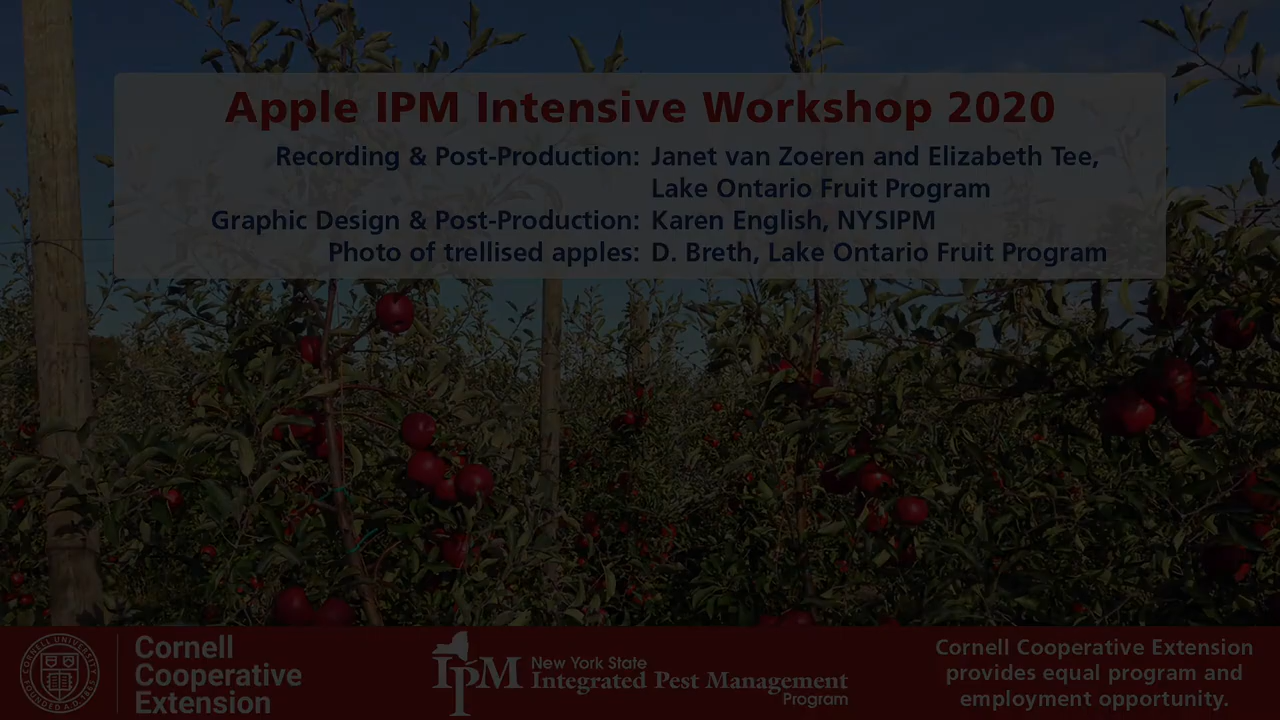 Apple IPM Intensive Workshop 2020
Recording & Post-Production: Janet van Zoeren and Elizabeth Tee,
Lake Ontario Fruit Program
Graphic Design & Post-Production: Karen English, NYSIPM
Photo of trellised apples: D. Breth, Lake Ontario Fruit Program
Cornell
Cooperative
Extension
IPM New York State
Integrated Pest Management
Program
Cornell Cooperative Extension
provides equal program and
employment opportunity.